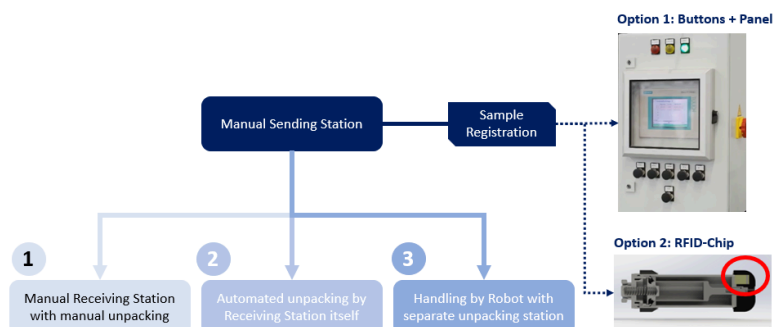 Option 1: Buttons + Panel
Manual Sending Station
Sample
Registration
Option 2: RFID-Chip
1
2
3
Manual Receiving Station
with manual unpacking
Automated unpacking by
Receiving Station itself
Handling by Robot with
separate unpacking station